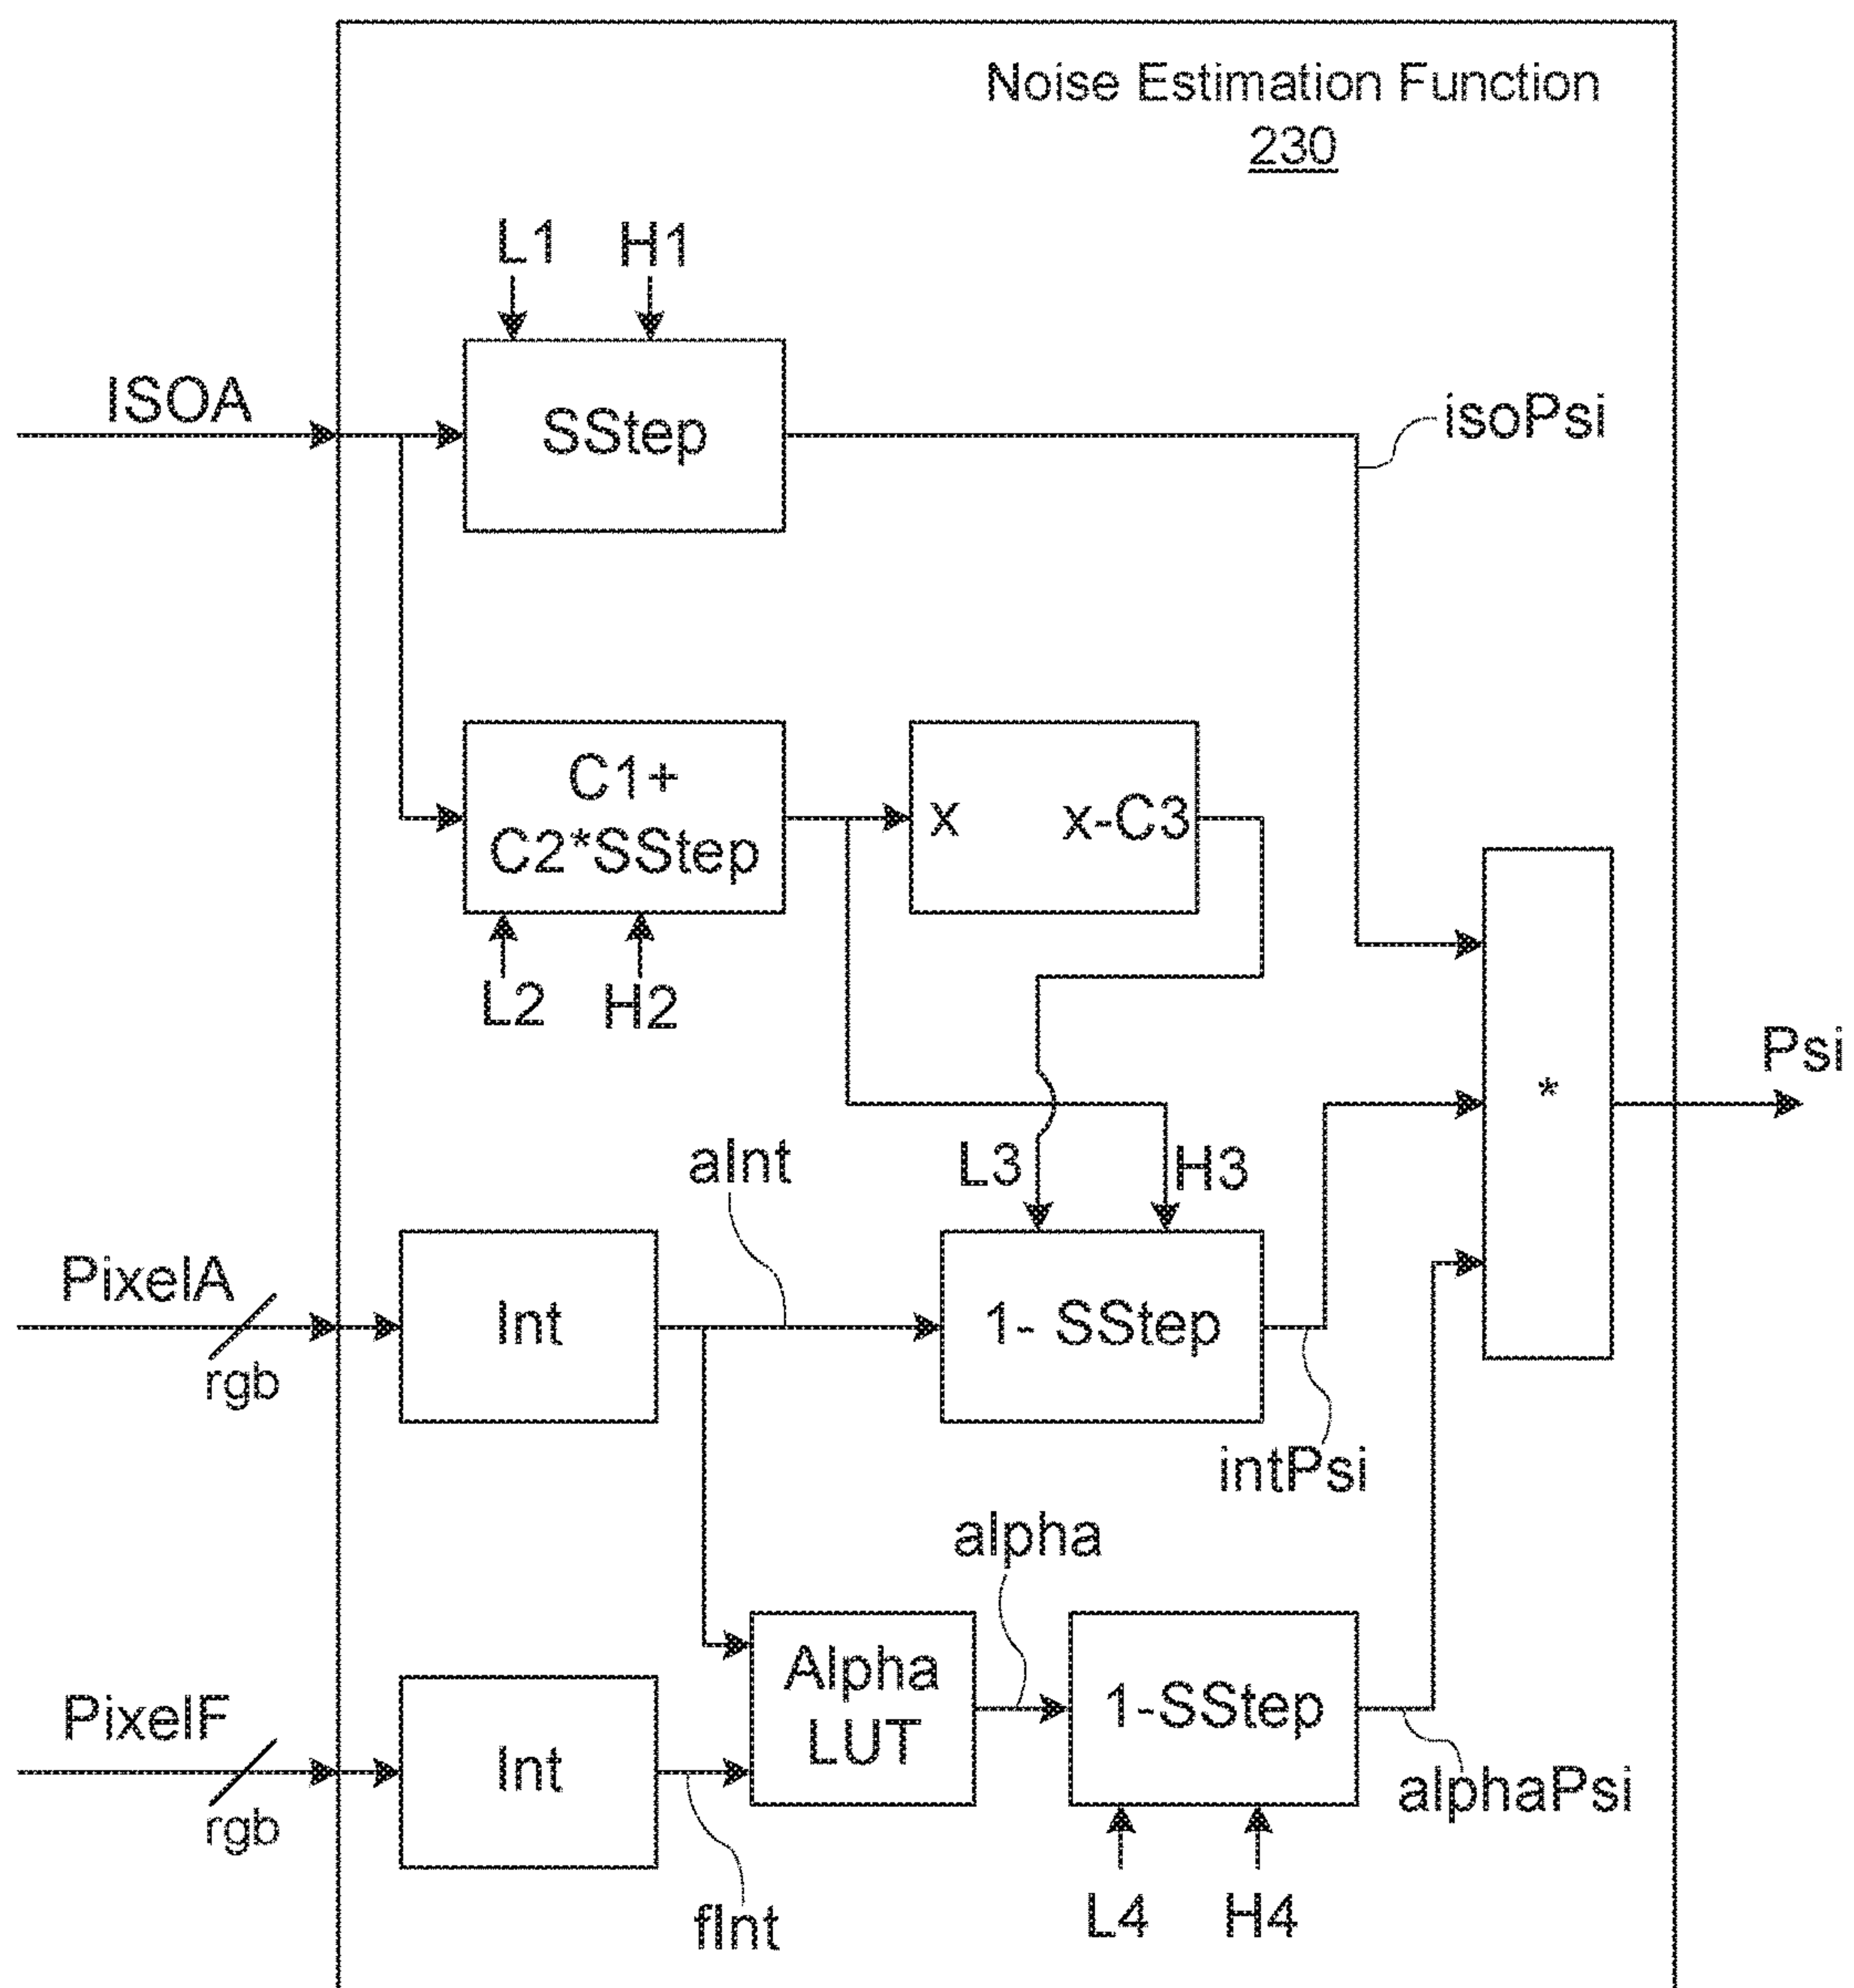 Noise Estimation Function
230
L1 H1
ISOA
SStep
isoPsi
C1+
C2*SStep
x x-C3
L2 H2
Psi
*
aInt
L3 H3
PixelA
rgb
Int
1- SStep
intPsi
alpha
PixelF
rgb
Int
Alpha
LUT
1-SStep
alphaPsi
fInt
L4 H4